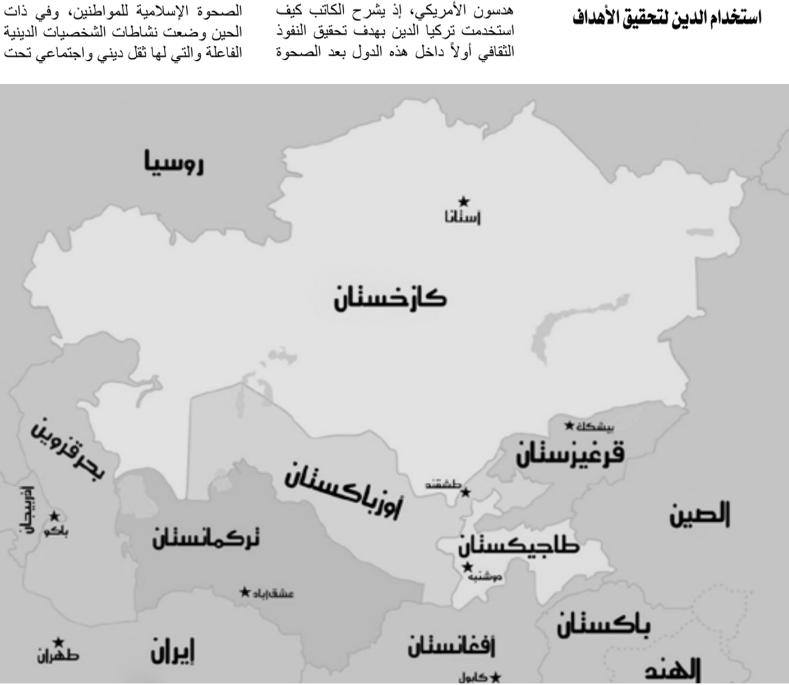 استخدام الدين لتحقيق الأهداف
هدسون الأمريكي، إذ يشرح الكاتب كيف
استخدمت تركيا الدين بهدف تحقيق النفوذ
الثقافي أولاً داخل هذه الدول بعد الصحوة
الصحوة الإسلامية للمواطنين، وفي ذات
الحين وضعت نشاطات الشخصيات الدينية
الفاعلة والتي لها ثقل ديني واجتماعي تحت
روسيا
أستانا
كازخستان
بيشكك
قرغيزستان
بحر قزوين
طشقند
أوزباكستان
أذربيجان
باكو
الصين
تركمانستان
طاجيكستان
دوشنبه
عشق اباد
باكستان
طهران
إيران
أفغانستان
كابول
الهند